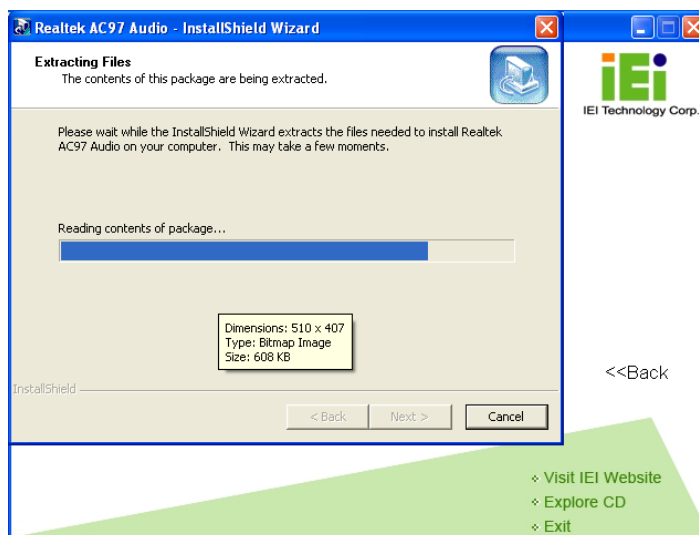 Realtek AC97 Audio - InstallShield Wizard
Extracting Files
The contents of this package are being extracted.
iEi
IEI Technology Corp.
Please wait while the InstallShield Wizard extracts the files needed to install Realtek
AC97 Audio on your computer.  This may take a few moments.
Reading contents of package...
Dimensions: 510 x 407
Type: Bitmap Image
Size: 608 KB
<<Back
InstallShield
< Back
Next >
Cancel
Visit IEI Website
Explore CD
Exit